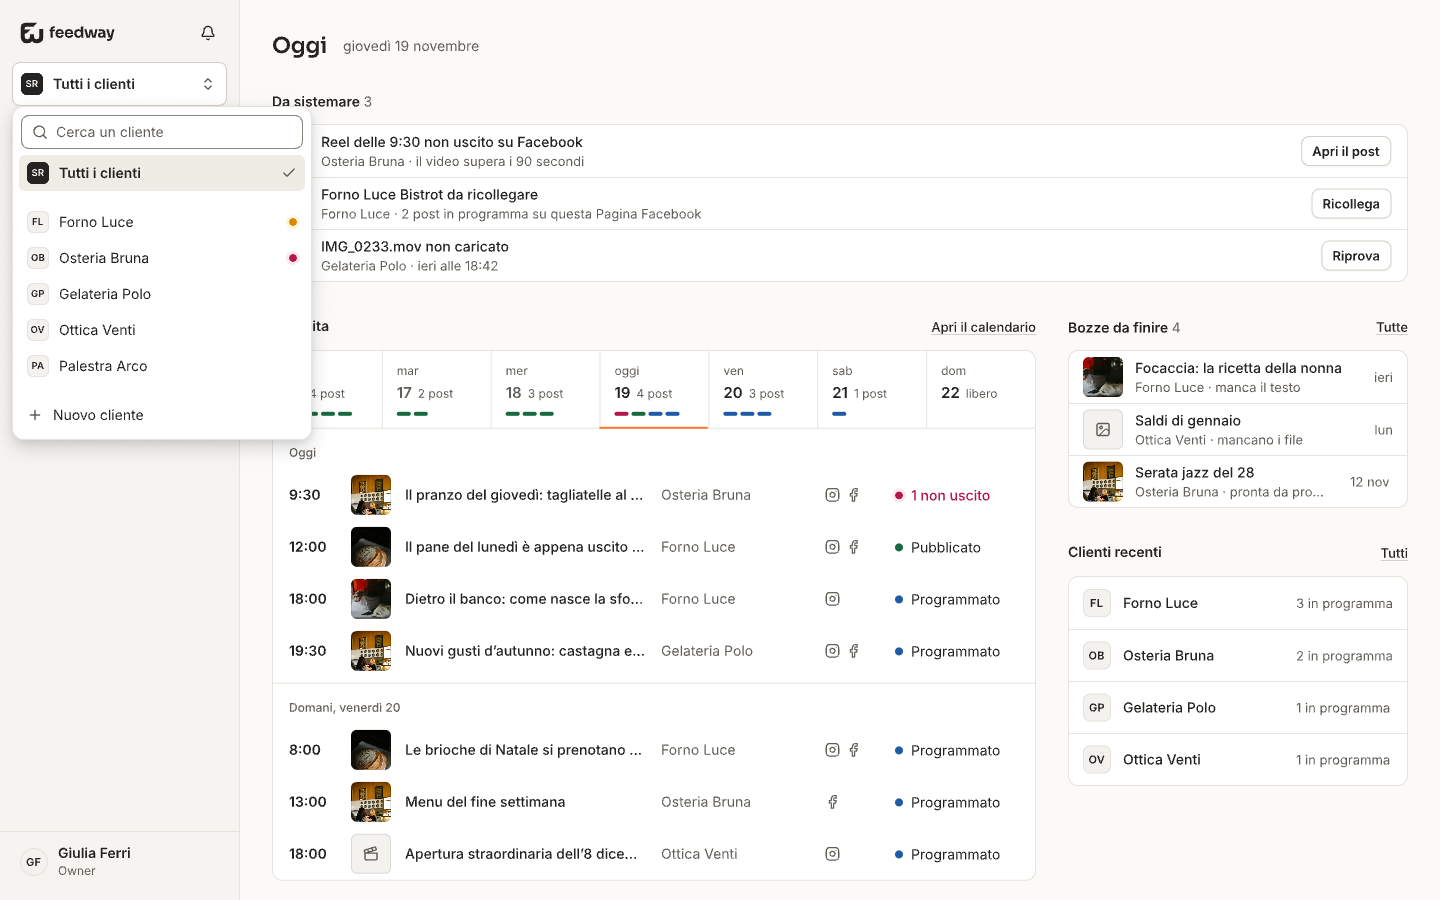 feedway
SR Tutti i clienti
Cerca un cliente
SR Tutti i clienti
FL Forno Luce
OB Osteria Bruna
GP Gelateria Polo
OV Ottica Venti
PA Palestra Arco
Nuovo cliente
GF Giulia Ferri
Owner
Oggi giovedì 19 novembre
Da sistemare 3
Reel delle 9:30 non uscito su Facebook
Osteria Bruna · il video supera i 90 secondi
Apri il post
Forno Luce Bistrot da ricollegare
Forno Luce · 2 post in programma su questa Pagina Facebook
Ricollega
IMG_0233.mov non caricato
Gelateria Polo · ieri alle 18:42
Riprova
ita
Apri il calendario
4 post
mar
17 2 post
mer
18 3 post
oggi
19 4 post
ven
20 3 post
sab
21 1 post
dom
22 libero
Oggi
9:30 Il pranzo del giovedì: tagliatelle al ... Osteria Bruna 1 non uscito
12:00 Il pane del lunedì è appena uscito ... Forno Luce Pubblicato
18:00 Dietro il banco: come nasce la sfo... Forno Luce Programmato
19:30 Nuovi gusti d’autunno: castagna e... Gelateria Polo Programmato
Domani, venerdì 20
8:00 Le brioche di Natale si prenotano ... Forno Luce Programmato
13:00 Menu del fine settimana Osteria Bruna Programmato
18:00 Apertura straordinaria dell’8 dice... Ottica Venti Programmato
Bozze da finire 4
Tutte
Focaccia: la ricetta della nonna
Forno Luce · manca il testo
ieri
Saldi di gennaio
Ottica Venti · mancano i file
lun
Serata jazz del 28
Osteria Bruna · pronta da pro...
12 nov
Clienti recenti
Tutti
FL Forno Luce 3 in programma
OB Osteria Bruna 2 in programma
GP Gelateria Polo 1 in programma
OV Ottica Venti 1 in programma